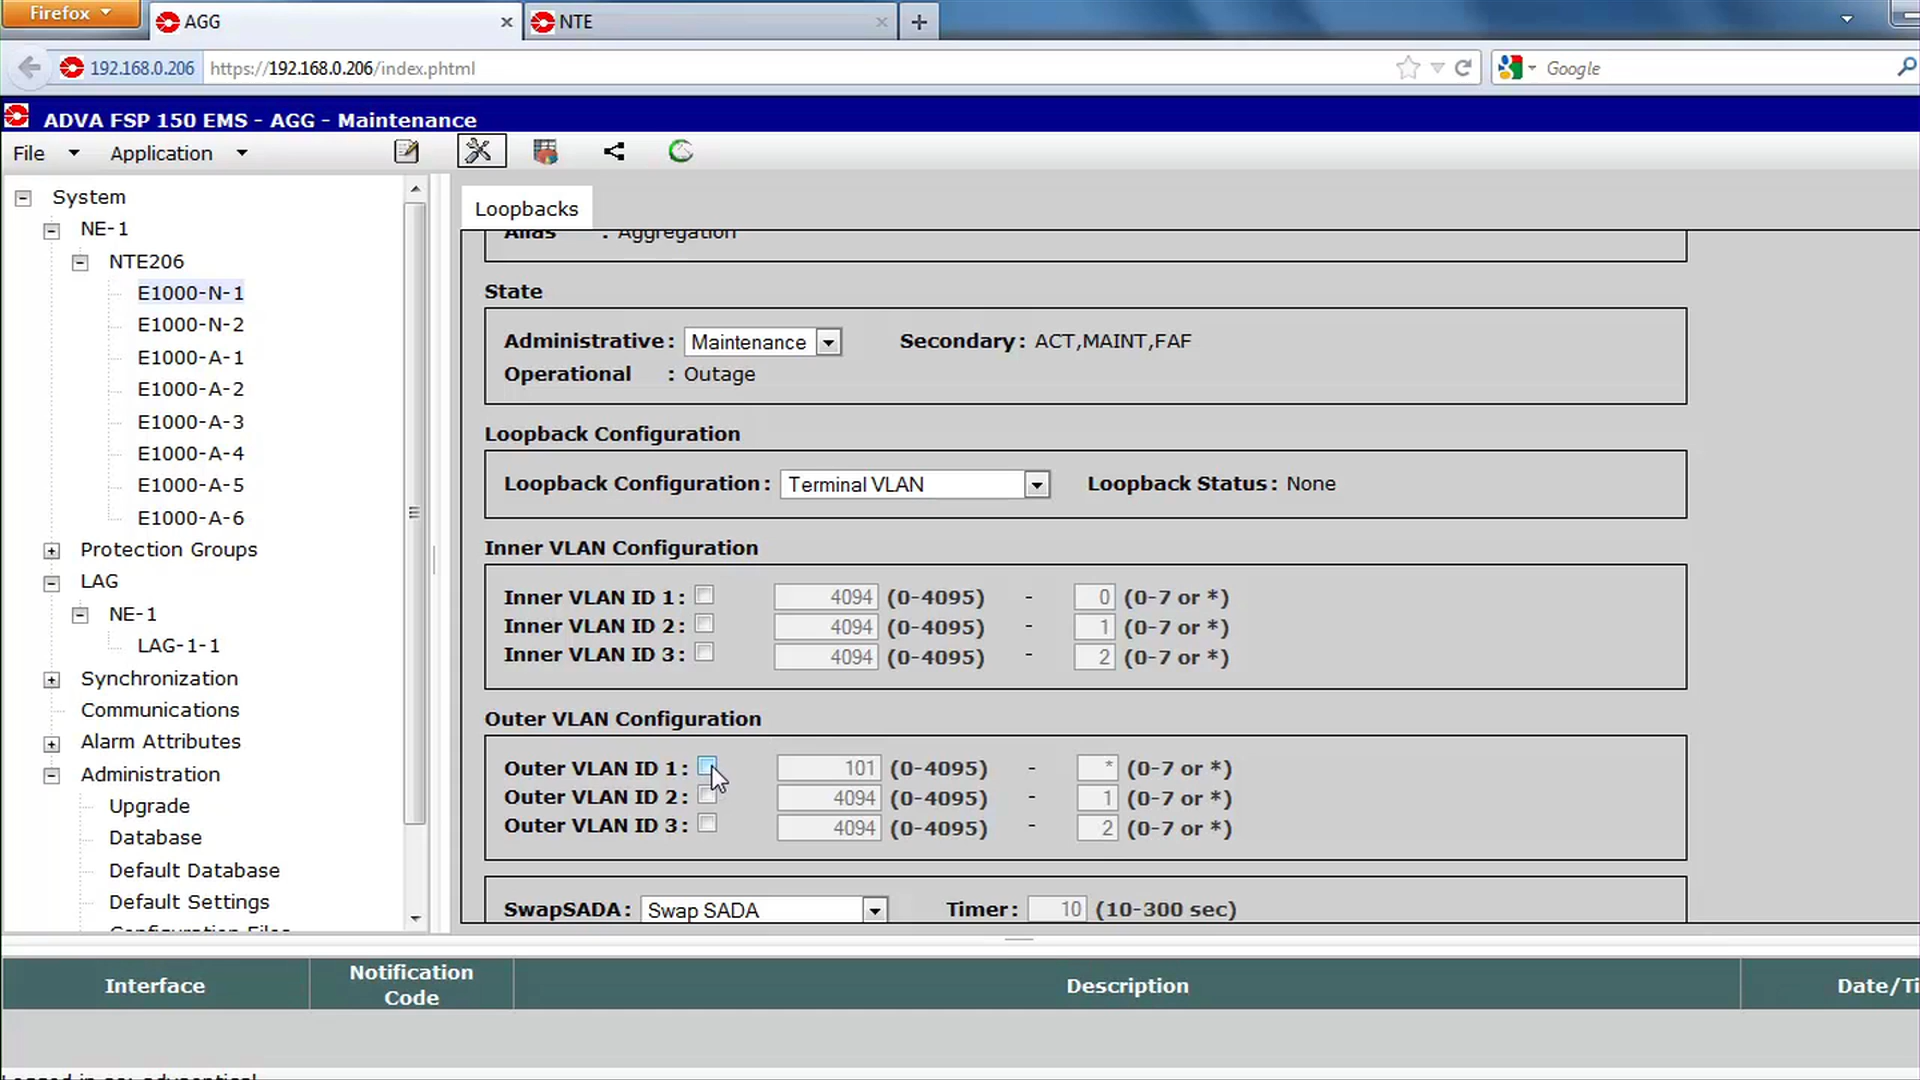 Firefox
AGG
NTE
192.168.0.206
https://192.168.0.206/index.phtml
Google
ADVA FSP 150 EMS - AGG - Maintenance
File
Application
System
NE-1
NTE206
E1000-N-1
E1000-N-2
E1000-A-1
E1000-A-2
E1000-A-3
E1000-A-4
E1000-A-5
E1000-A-6
Protection Groups
LAG
NE-1
LAG-1-1
Synchronization
Communications
Alarm Attributes
Administration
Upgrade
Database
Default Database
Default Settings
Configuration Files
Loopbacks
Alias : Aggregation
State
Administrative : Maintenance Secondary : ACT,MAINT,FAF
Operational : Outage
Loopback Configuration
Loopback Configuration : Terminal VLAN Loopback Status : None
Inner VLAN Configuration
Inner VLAN ID 1 : 4094 (0-4095) - 0 (0-7 or *)
Inner VLAN ID 2 : 4094 (0-4095) - 1 (0-7 or *)
Inner VLAN ID 3 : 4094 (0-4095) - 2 (0-7 or *)
Outer VLAN Configuration
Outer VLAN ID 1 : 101 (0-4095) - * (0-7 or *)
Outer VLAN ID 2 : 4094 (0-4095) - 1 (0-7 or *)
Outer VLAN ID 3 : 4094 (0-4095) - 2 (0-7 or *)
SwapSADA : Swap SADA Timer : 10 (10-300 sec)
Interface
Notification
Code
Description
Date/Ti